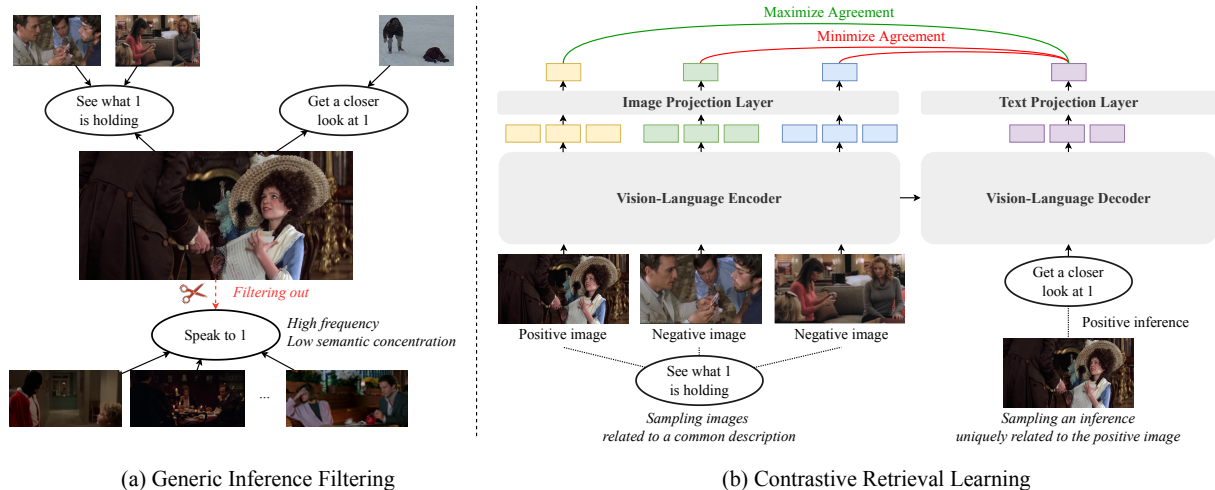 See what 1
is holding
Get a closer
look at 1
Filtering out
Speak to 1
High frequency
Low semantic concentration
...
(a) Generic Inference Filtering
Maximize Agreement
Minimize Agreement
Image Projection Layer
Text Projection Layer
Vision-Language Encoder
Vision-Language Decoder
Positive image
Negative image
Negative image
See what 1
is holding
Sampling images
related to a common description
Get a closer
look at 1
Positive inference
Sampling an inference
uniquely related to the positive image
(b) Contrastive Retrieval Learning